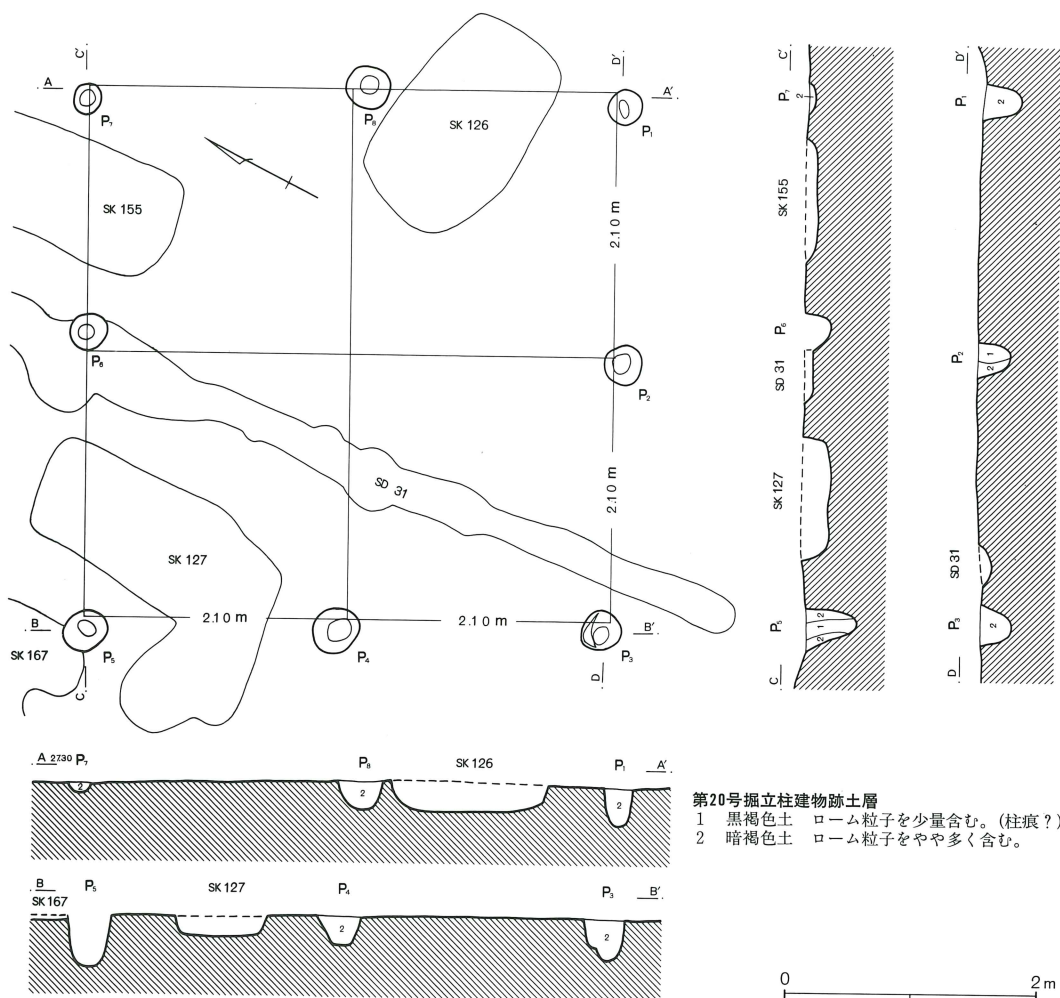 C'
D'
A
A'
P7
P8
P1
SK 126
SK 155
2.10 m
P6
P2
SD 31
2.10 m
SK 127
2.10 m
2.10 m
B
B'
SK 167
P5
P4
P3
C
D
C'
P7
2
SK 155
P6
SD 31
SK 127
P5
2
1
2
C
D'
P1
2
P2
1
2
SD 31
P3
2
D
A 27.30 P7
P8
SK 126
P1
A'
2
2
2
B
P5
SK 127
P4
P3
B'
SK 167
2
2
第20号掘立柱建物跡土層
1 黒褐色土 ローム粒子を少量含む。(柱痕?)
2 暗褐色土 ローム粒子をやや多く含む。
0 2m